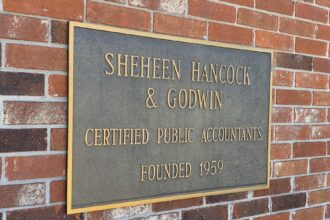 SHEHEEN HANCOCK
& GODWIN
CERTIFIED PUBLIC ACCOUNTANTS
FOUNDED 1959